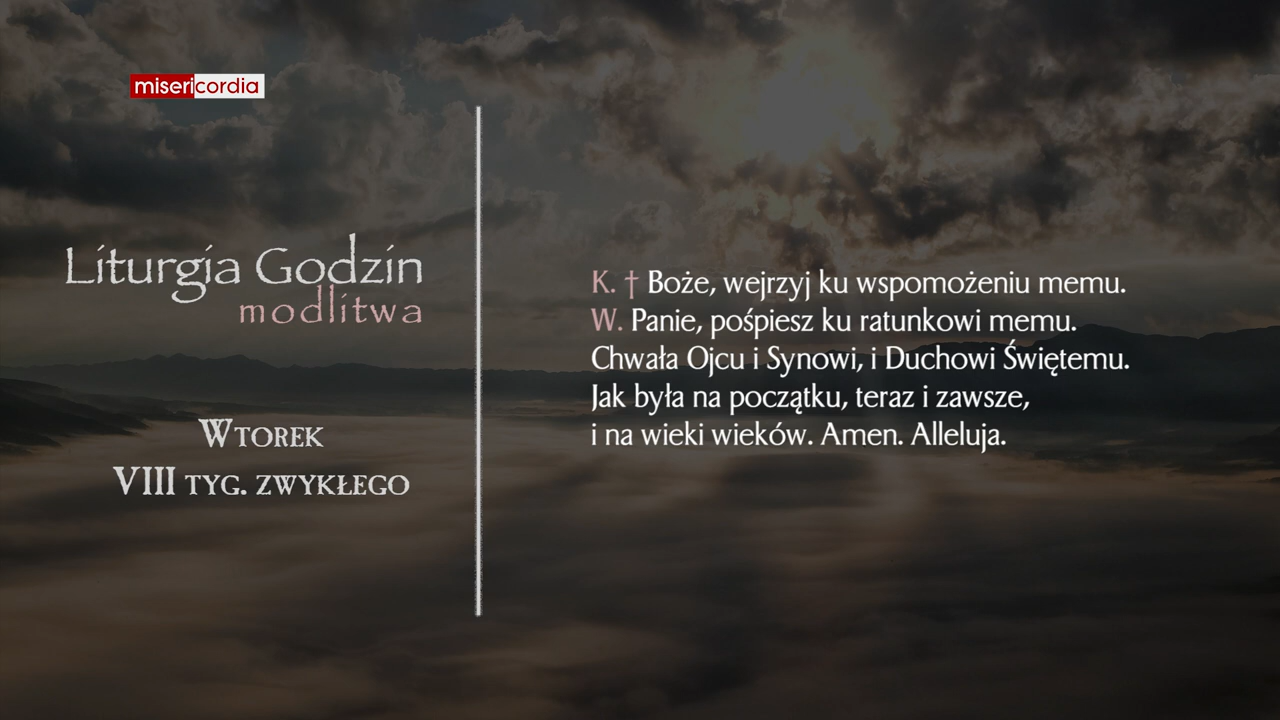 misericordia
Liturgia Godzin
modlitwa
Wtorek
VIII tyg. zwykłego
K. † Boże, wejrzyj ku wspomożeniu memu.
W. Panie, pośpiesz ku ratunkowi memu.
Chwała Ojcu i Synowi, i Duchowi Świętemu.
Jak była na początku, teraz i zawsze,
i na wieki wieków. Amen. Alleluja.